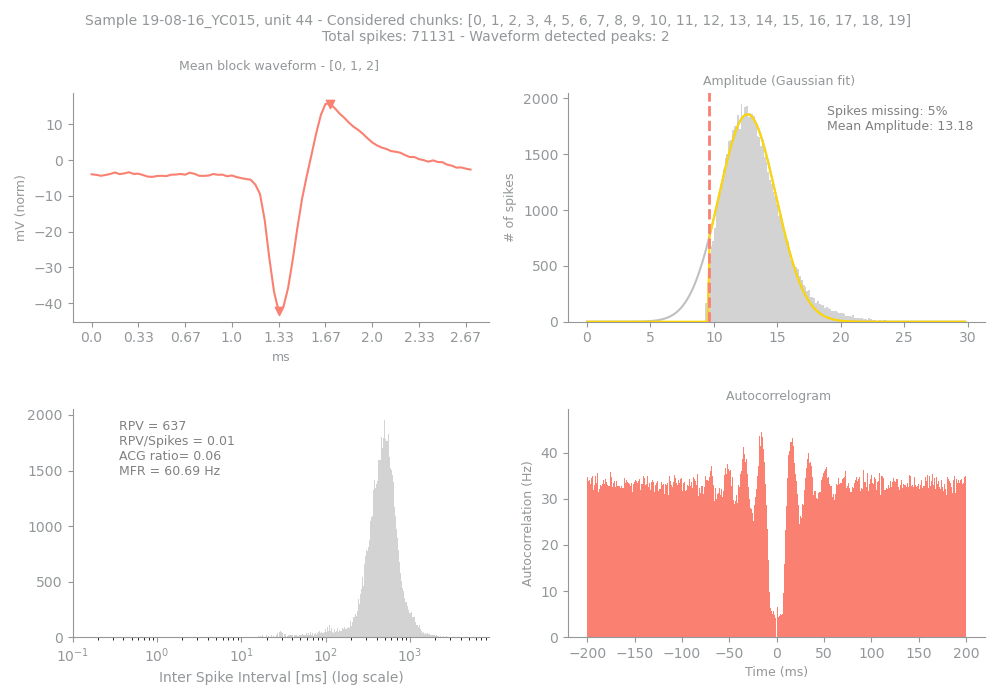 Sample 19-08-16_YC015, unit 44 - Considered chunks: [0, 1, 2, 3, 4, 5, 6, 7, 8, 9, 10, 11, 12, 13, 14, 15, 16, 17, 18, 19]
Total spikes: 71131 - Waveform detected peaks: 2
Mean block waveform - [0, 1, 2]
mV (norm)
10
0
−10
−20
−30
−40
0.0 0.33 0.67 1.0 1.33 1.67 2.0 2.33 2.67
ms
Amplitude (Gaussian fit)
Spikes missing: 5%
Mean Amplitude: 13.18
# of spikes
2000
1500
1000
500
0
0 5 10 15 20 25 30
RPV = 637
RPV/Spikes = 0.01
ACG ratio= 0.06
MFR = 60.69 Hz
2000
1500
1000
500
0
10⁻¹ 10⁰ 10¹ 10² 10³
Inter Spike Interval [ms] (log scale)
Autocorrelogram
Autocorrelation (Hz)
40
30
20
10
0
−200 −150 −100 −50 0 50 100 150 200
Time (ms)